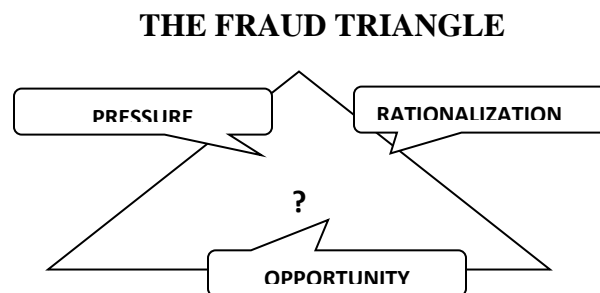 THE FRAUD TRIANGLE
PRESSURE
RATIONALIZATION
?
OPPORTUNITY